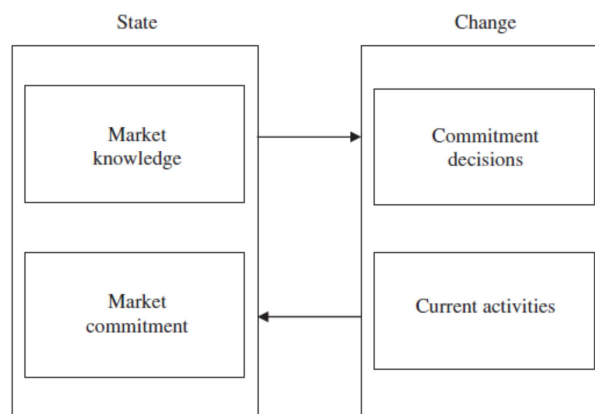 State
Change
Market
knowledge
Commitment
decisions
Market
commitment
Current activities